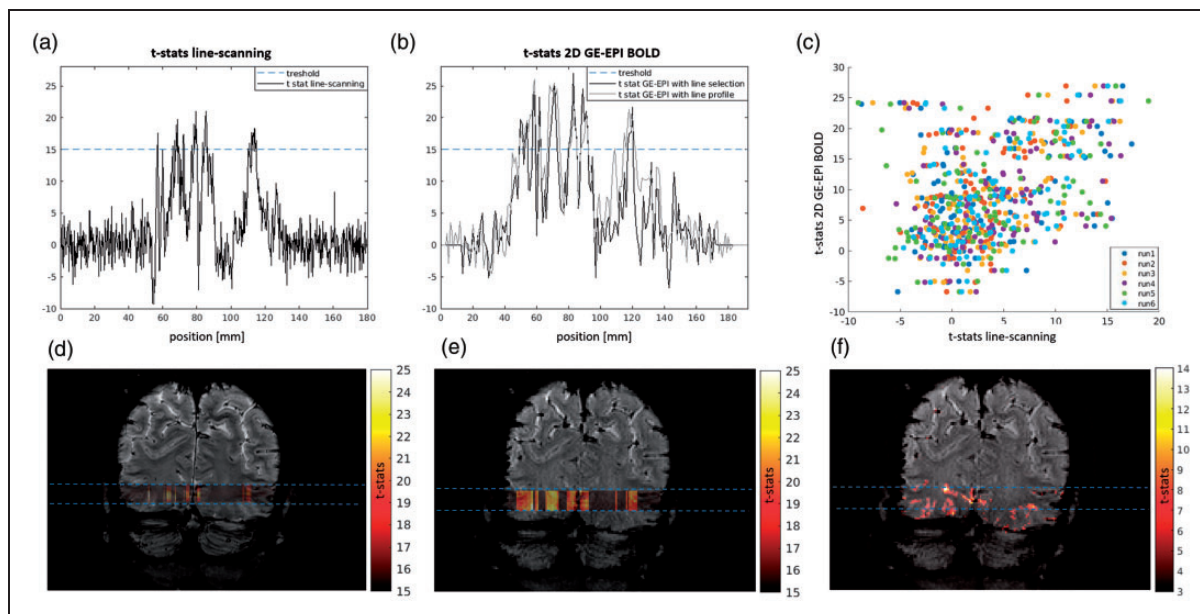 (a)
t-stats line-scanning
treshold
t stat line-scanning
25
20
15
10
5
0
-5
-10
0 20 40 60 80 100 120 140 160 180
position [mm]
(b)
t-stats 2D GE-EPI BOLD
treshold
t stat GE-EPI with line selection
t stat GE-EPI with line profile
25
20
15
10
5
0
-5
-10
0 20 40 60 80 100 120 140 160 180
position [mm]
(c)
t-stats 2D GE-EPI BOLD
30
25
20
15
10
5
0
-5
-10
run1
run2
run3
run4
run5
run6
-10 -5 0 5 10 15 20
t-stats line-scanning
(d)
25
24
23
22
21
20
19
18
17
16
15
t-stats
(e)
25
24
23
22
21
20
19
18
17
16
15
t-stats
(f)
14
13
12
11
10
9
8
7
6
5
4
3
t-stats